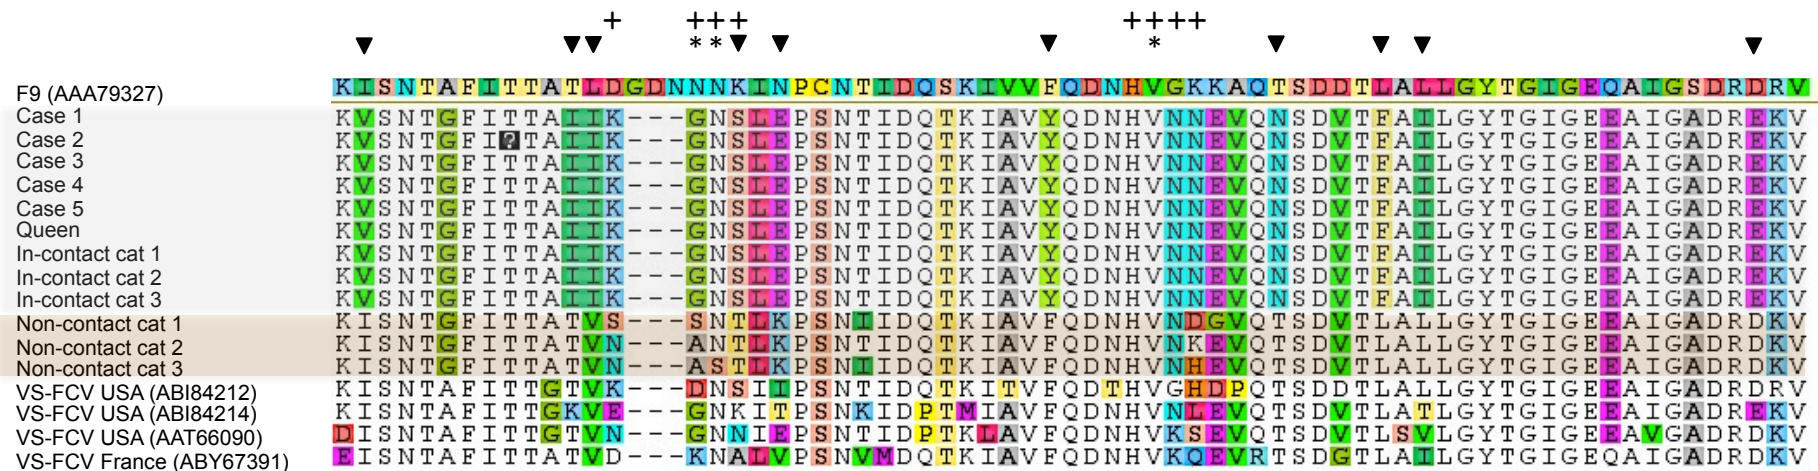 + +++ ++++
** *
F9 (AAA79327) KISNTAFITTATLDGDNNNKINPCNTIDQSKIVVFQDNHVGKKAQTSDDTLALLGYTGIGEQAIGSDRDRV
Case 1 KVSNTGFITTAIIK---GNSLEPSNTIDQTKIAVYQDNHVNNEVQNSDVTFAILGYTGIGEEAIGADREKV
Case 2 KVSNTGFI?TAIIK---GNSLEPSNTIDQTKIAVYQDNHVNNEVQNSDVTFAILGYTGIGEEAIGADREKV
Case 3 KVSNTGFITTAIIK---GNSLEPSNTIDQTKIAVYQDNHVNNEVQNSDVTFAILGYTGIGEEAIGADREKV
Case 4 KVSNTGFITTAIIK---GNSLEPSNTIDQTKIAVYQDNHVNNEVQNSDVTFAILGYTGIGEEAIGADREKV
Case 5 KVSNTGFITTAIIK---GNSLEPSNTIDQTKIAVYQDNHVNNEVQNSDVTFAILGYTGIGEEAIGADREKV
Queen KVSNTGFITTAIIK---GNSLEPSNTIDQTKIAVYQDNHVNNEVQNSDVTFAILGYTGIGEEAIGADREKV
In-contact cat 1 KVSNTGFITTAIIK---GNSLEPSNTIDQTKIAVYQDNHVNNEVQNSDVTFAILGYTGIGEEAIGADREKV
In-contact cat 2 KVSNTGFITTAIIK---GNSLEPSNTIDQTKIAVYQDNHVNNEVQNSDVTFAILGYTGIGEEAIGADREKV
In-contact cat 3 KVSNTGFITTAIIK---GNSLEPSNTIDQTKIAVYQDNHVNNEVQNSDVTFAILGYTGIGEEAIGADREKV
Non-contact cat 1 KISNTGFITTATVS---SNTLKPSNIIDQTKIAVFQDNHVNDGVQTSDVTLALLGYTGIGEEAIGADRDKV
Non-contact cat 2 KISNTGFITTATVN---ANTLKPSNTIDQTKIAVFQDNHVNKEVQTSDVTLALLGYTGIGEEAIGADRDKV
Non-contact cat 3 KISNTGFITTATVN---ASTLKPSNIIDQTKIAVFQDNHVNHEVQTSDVTLALLGYTGIGEEAIGADRDKV
VS-FCV USA (ABI84212) KISNTAFITTGTVK---DNSIIPSNTIDQTKITVFQDTHVGHDPQTSDDTLALLGYTGIGEEAIGADRDRV
VS-FCV USA (ABI84214) KISNTAFITTGKVE---GNKITPSNKIDPTMIAVFQDNHVNLEVQTSDVTLATLGYTGIGEEAIGADREKV
VS-FCV USA (AAT66090) DISNTAFITTGTVN---GNNIEPSNTIDPTKLAVFQDNHVKSEVQTSDVTLSVLGYTGIGEEAVGADRDKV
VS-FCV France (ABY67391) EISNTAFITTATVD---KNALVPSNVMDQTKIAVFQDNHVKQEVRTSDGTLAILGYTGIGEQAIGADRDKV